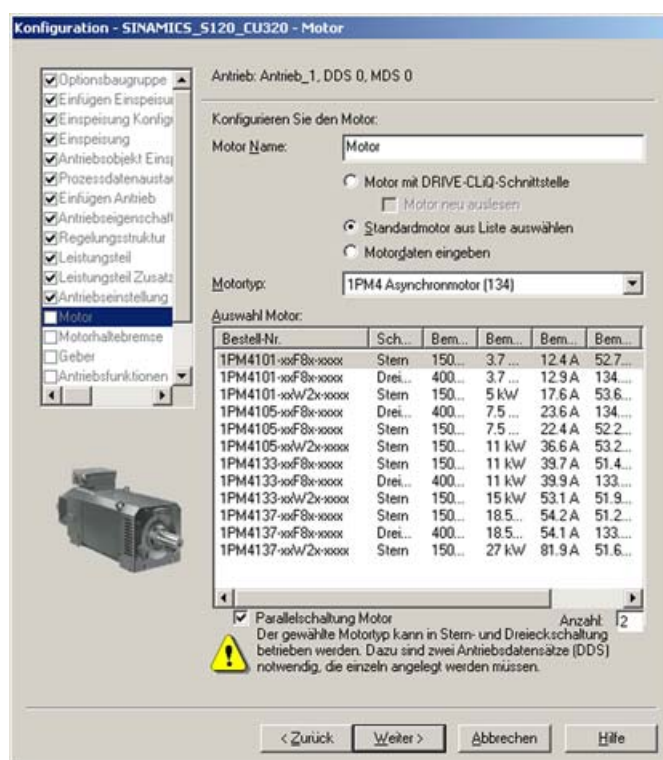 Konfiguration - SINAMICS_S120_CU320 - Motor
Optionsbaugruppe
Einfügen Einspeisu
Einspeisung Konfigu
Einspeisung
Antriebsobjekt Eins
Prozessdatenaustau
Einfügen Antrieb
Antriebseigenschaft
Regelungsstruktur
Leistungsteil
Leistungsteil Zusatz
Antriebseinstellung
Motor
Motorhaltebremse
Geber
Antriebsfunktionen
Antrieb: Antrieb_1, DDS 0, MDS 0
Konfigurieren Sie den Motor:
Motor Name: Motor
Motor mit DRIVE-CLiQ-Schnittstelle
Motor neu auslesen
Standardmotor aus Liste auswählen
Motordaten eingeben
Motortyp: 1PM4 Asynchronmotor (134)
Auswahl Motor:
Bestell-Nr. Sch... Bem... Bem... Bem... Bem...
1PM4101-xxF8x-xxxx Stern 150... 3.7 ... 12.4 A 52.7...
1PM4101-xxF8x-xxxx Drei... 400... 3.7 ... 12.9 A 134....
1PM4101-xxW2x-xxxx Stern 150... 5 kW 17.6 A 53.6...
1PM4105-xxF8x-xxxx Drei... 400... 7.5 ... 23.6 A 134....
1PM4105-xxF8x-xxxx Stern 150... 7.5 ... 22.4 A 52.2...
1PM4105-xxW2x-xxxx Stern 150... 11 kW 36.6 A 53.2...
1PM4133-xxF8x-xxxx Stern 150... 11 kW 39.7 A 51.4...
1PM4133-xxF8x-xxxx Drei... 400... 11 kW 39.9 A 133....
1PM4133-xxW2x-xxxx Stern 150... 15 kW 53.1 A 51.9...
1PM4137-xxF8x-xxxx Stern 150... 18.5... 54.2 A 51.2...
1PM4137-xxF8x-xxxx Drei... 400... 18.5... 54.1 A 133....
1PM4137-xxW2x-xxxx Stern 150... 27 kW 81.9 A 51.6...
Parallelschaltung Motor Anzahl: 2
Der gewählte Motortyp kann in Stern- und Dreieckschaltung
betrieben werden. Dazu sind zwei Antriebsdatensätze (DDS)
notwendig, die einzeln angelegt werden müssen.
< Zurück Weiter > Abbrechen Hilfe